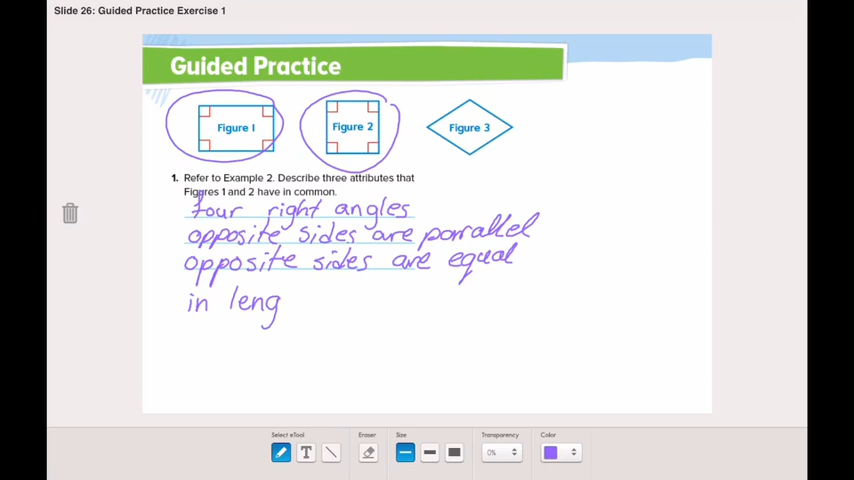 Slide 26: Guided Practice Exercise 1
Guided Practice
Figure 1
Figure 2
Figure 3
1. Refer to Example 2. Describe three attributes that
Figures 1 and 2 have in common.
four right angles
opposite sides are parrallel
opposite sides are equal
in leng
Select eTool
Eraser
Size
Transparency
Color
T
0%